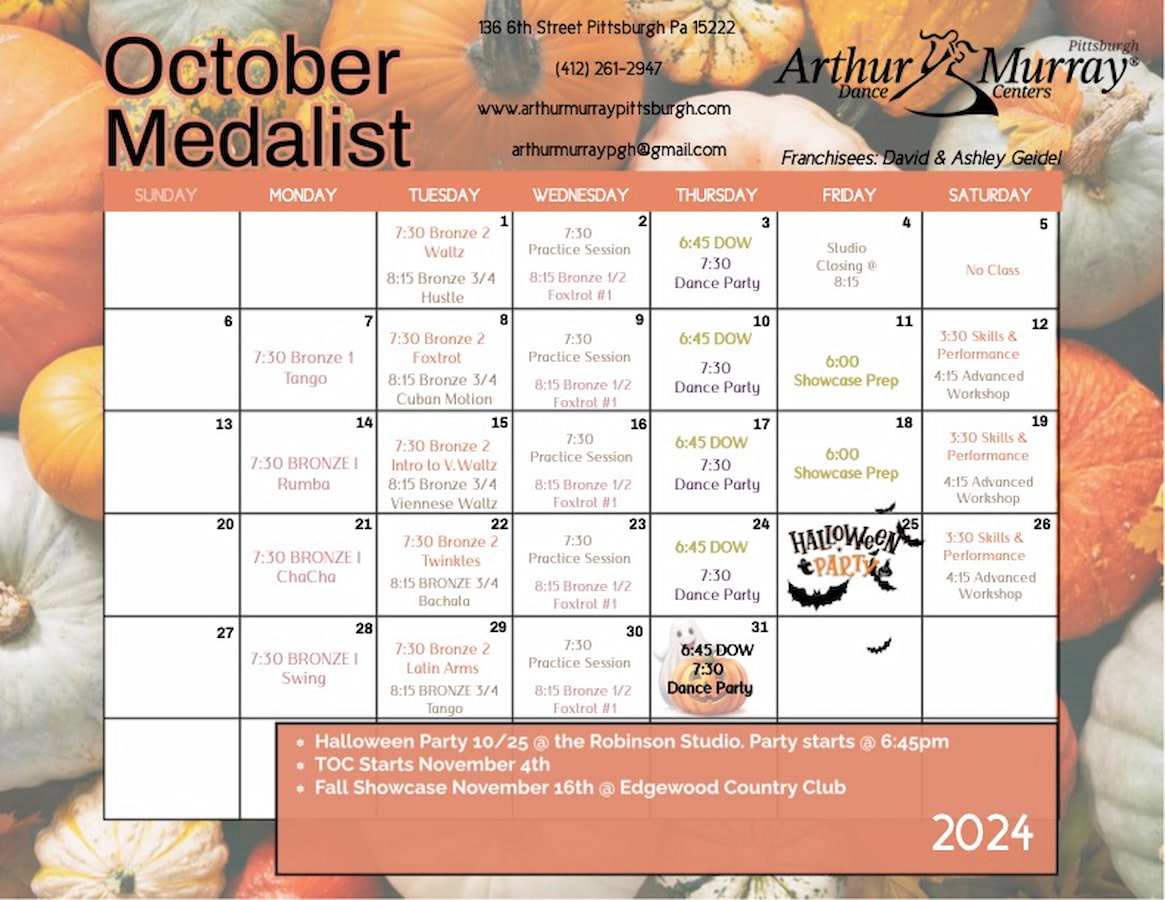 October
Medalist
136 6th Street Pittsburgh Pa 15222
(412) 261-2947
www.arthurmurraypittsburgh.com
arthurmurraypgh@gmail.com
Pittsburgh
Arthur Murray®
Dance Centers
Franchisees: David & Ashley Geidel
SUNDAY MONDAY TUESDAY WEDNESDAY THURSDAY FRIDAY SATURDAY
1
7:30 Bronze 2
Waltz
8:15 Bronze 3/4
Hustle
2
7:30
Practice Session
8:15 Bronze 1/2
Foxtrot #1
3
6:45 DOW
7:30
Dance Party
4
Studio
Closing @
8:15
5
No Class
6
7
7:30 Bronze 1
Tango
8
7:30 Bronze 2
Foxtrot
8:15 Bronze 3/4
Cuban Motion
9
7:30
Practice Session
8:15 Bronze 1/2
Foxtrot #1
10
6:45 DOW
7:30
Dance Party
11
6:00
Showcase Prep
12
3:30 Skills &
Performance
4:15 Advanced
Workshop
13
14
7:30 BRONZE I
Rumba
15
7:30 Bronze 2
Intro to V.Waltz
8:15 Bronze 3/4
Viennese Waltz
16
7:30
Practice Session
8:15 Bronze 1/2
Foxtrot #1
17
6:45 DOW
7:30
Dance Party
18
6:00
Showcase Prep
19
3:30 Skills &
Performance
4:15 Advanced
Workshop
20
21
7:30 BRONZE I
ChaCha
22
7:30 Bronze 2
Twinkles
8:15 BRONZE 3/4
Bachala
23
7:30
Practice Session
8:15 Bronze 1/2
Foxtrot #1
24
6:45 DOW
7:30
Dance Party
25
HALLOWEEN
PARTY
26
3:30 Skills &
Performance
4:15 Advanced
Workshop
27
28
7:30 BRONZE I
Swing
29
7:30 Bronze 2
Latin Arms
8:15 BRONZE 3/4
Tango
30
7:30
Practice Session
8:15 Bronze 1/2
Foxtrot #1
31
6:45 DOW
7:30
Dance Party
Halloween Party 10/25 @ the Robinson Studio. Party starts @ 6:45pm
TOC Starts November 4th
Fall Showcase November 16th @ Edgewood Country Club
2024